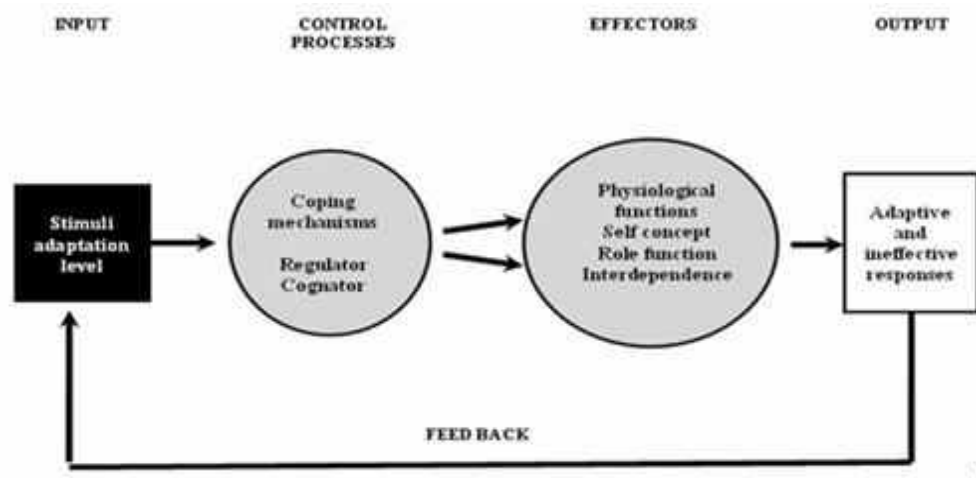 INPUT
CONTROL
PROCESSES
EFFECTORS
OUTPUT
Stimuli
adaptation
level
Coping
mechanisms
Regulator
Cognator
Physiological
functions
Self concept
Role function
Interdependence
Adaptive
and
ineffective
responses
FEED BACK